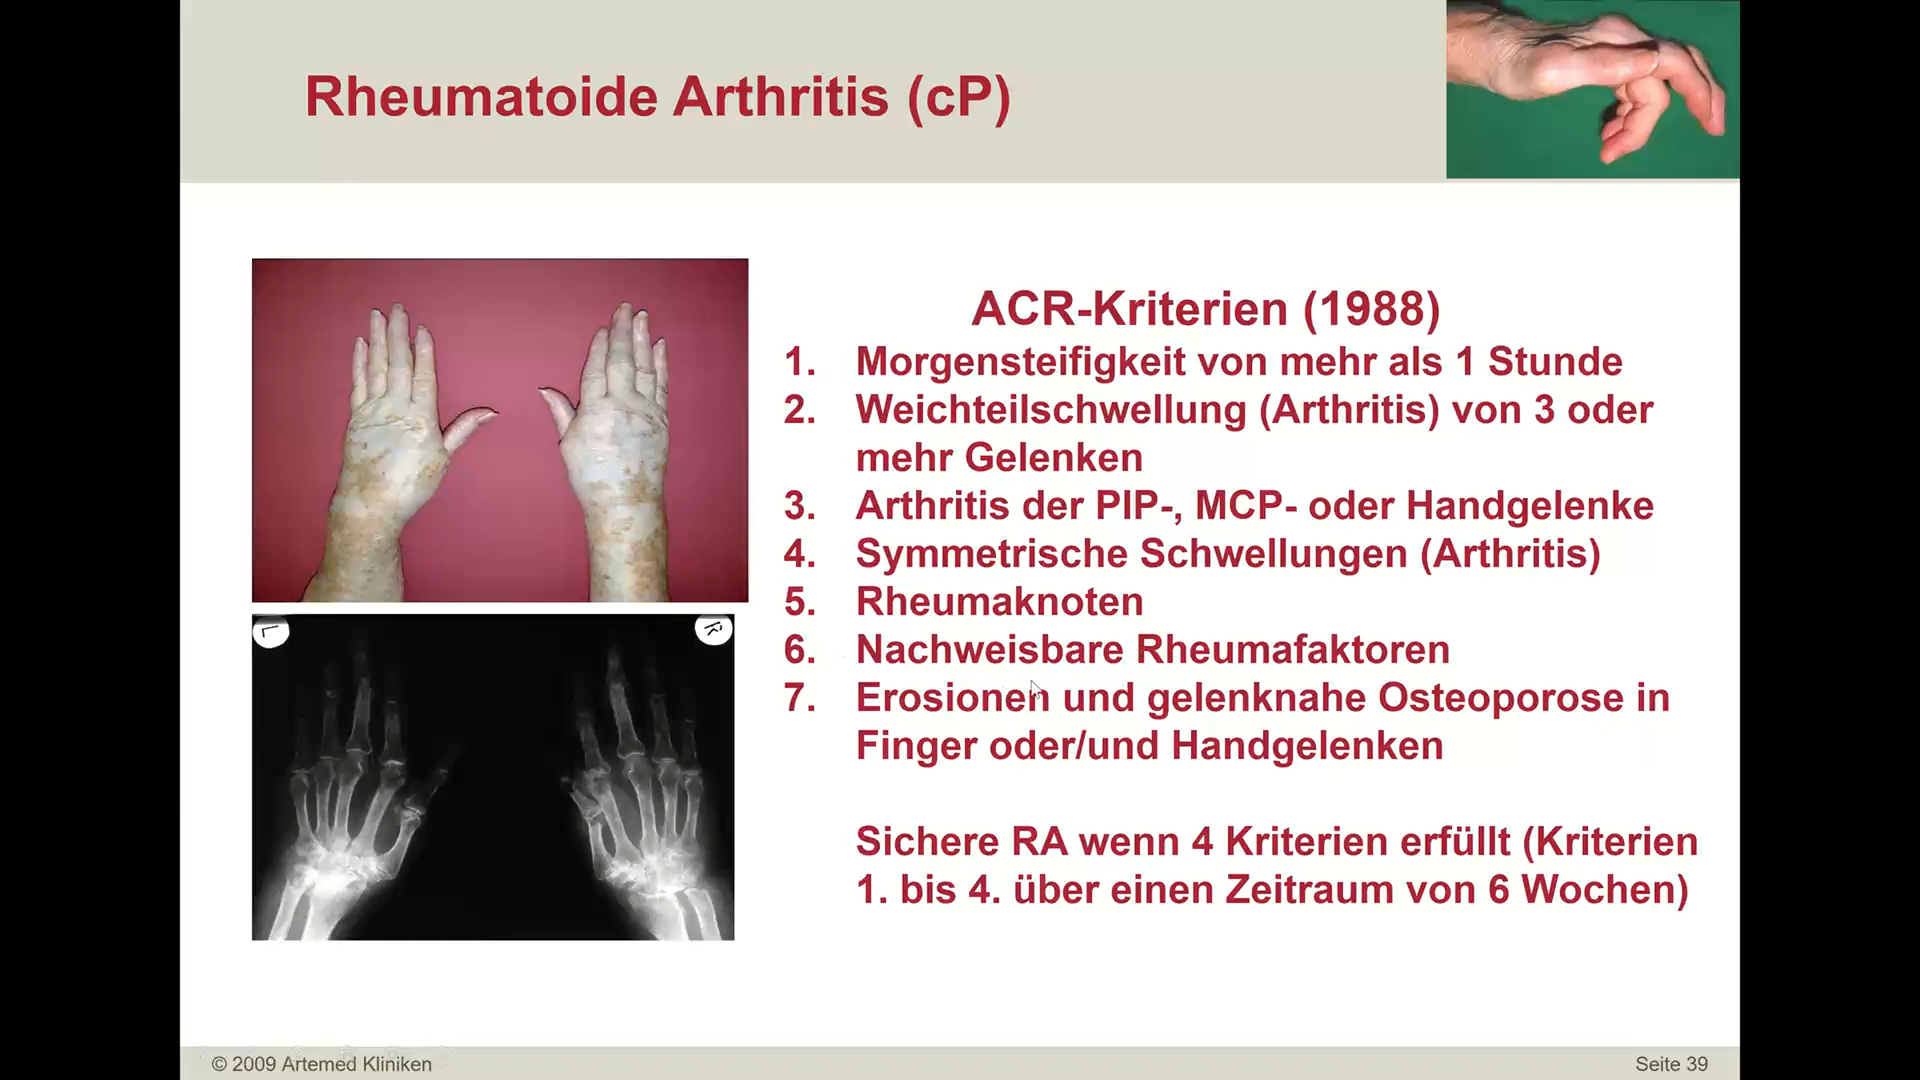 Rheumatoide Arthritis (cP)
ACR-Kriterien (1988)
1. Morgensteifigkeit von mehr als 1 Stunde
2. Weichteilschwellung (Arthritis) von 3 oder
mehr Gelenken
3. Arthritis der PIP-, MCP- oder Handgelenke
4. Symmetrische Schwellungen (Arthritis)
5. Rheumaknoten
6. Nachweisbare Rheumafaktoren
7. Erosionen und gelenknahe Osteoporose in
Finger oder/und Handgelenken
Sichere RA wenn 4 Kriterien erfüllt (Kriterien
1. bis 4. über einen Zeitraum von 6 Wochen)
L
R
© 2009 Artemed Kliniken
Seite 39